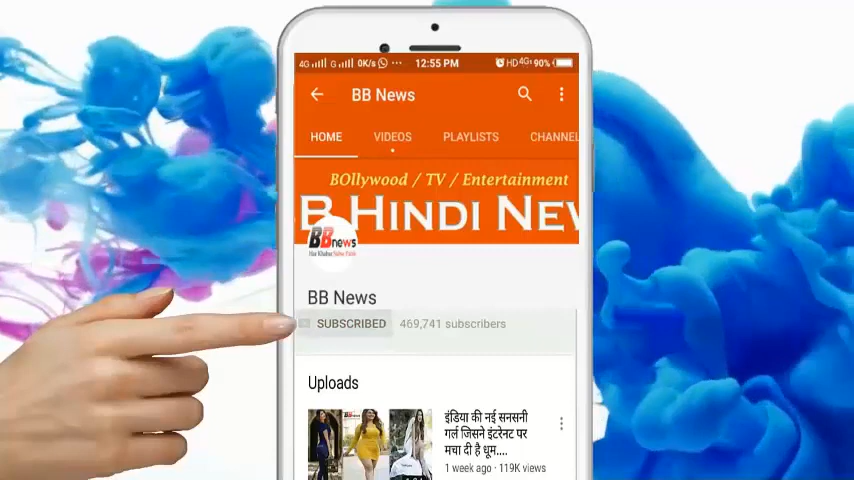 4G G 0K/s ··· 12:55 PM HD 4G 90%
BB News
HOME VIDEOS PLAYLISTS CHANNEL
BOllywood / TV / Entertainment
BB HINDI NEW
BBnews
BB News
SUBSCRIBED 469,741 subscribers
Uploads
इंडिया की नई सनसनी
गर्ल जिसने इंटरनेट पर
मचा दी है धूम....
1 week ago · 119K views